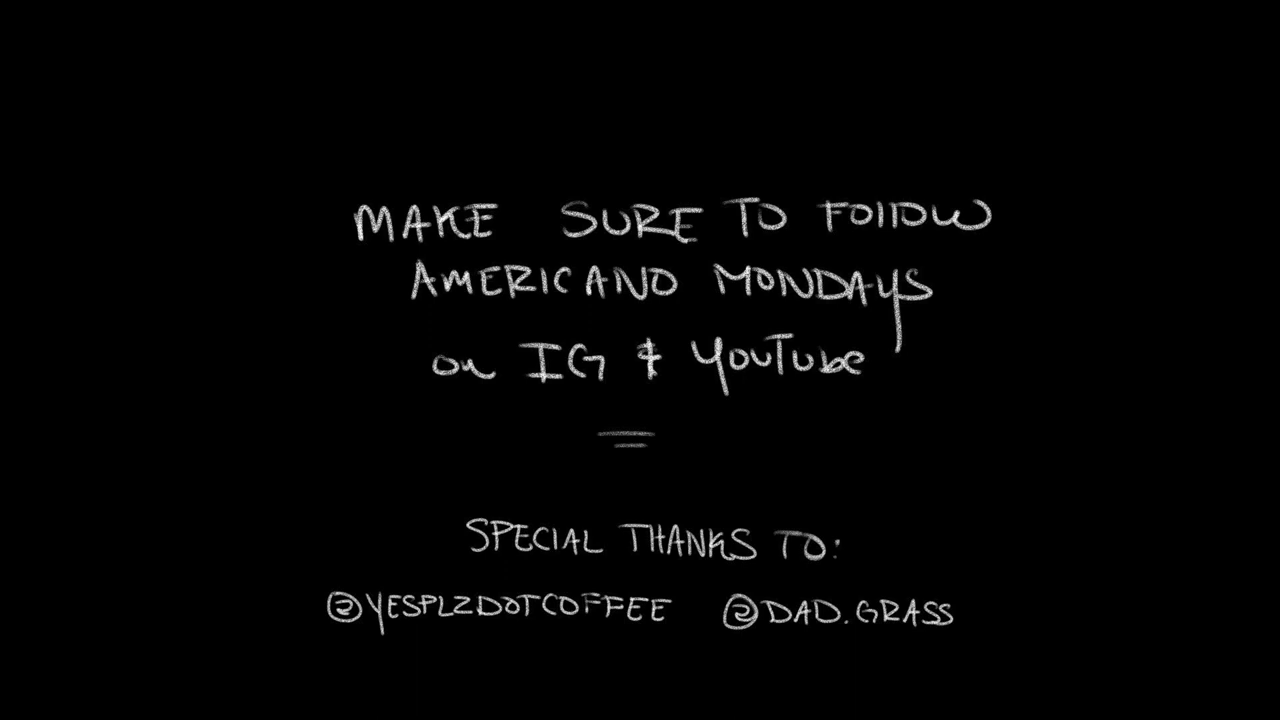 MAKE SURE TO FOllOW
AMERICANO MONDAYS
on IG & YouTube
SPECIAL THANKS TO:
@YESPLZDOTCOFFEE @DAD.GRASS